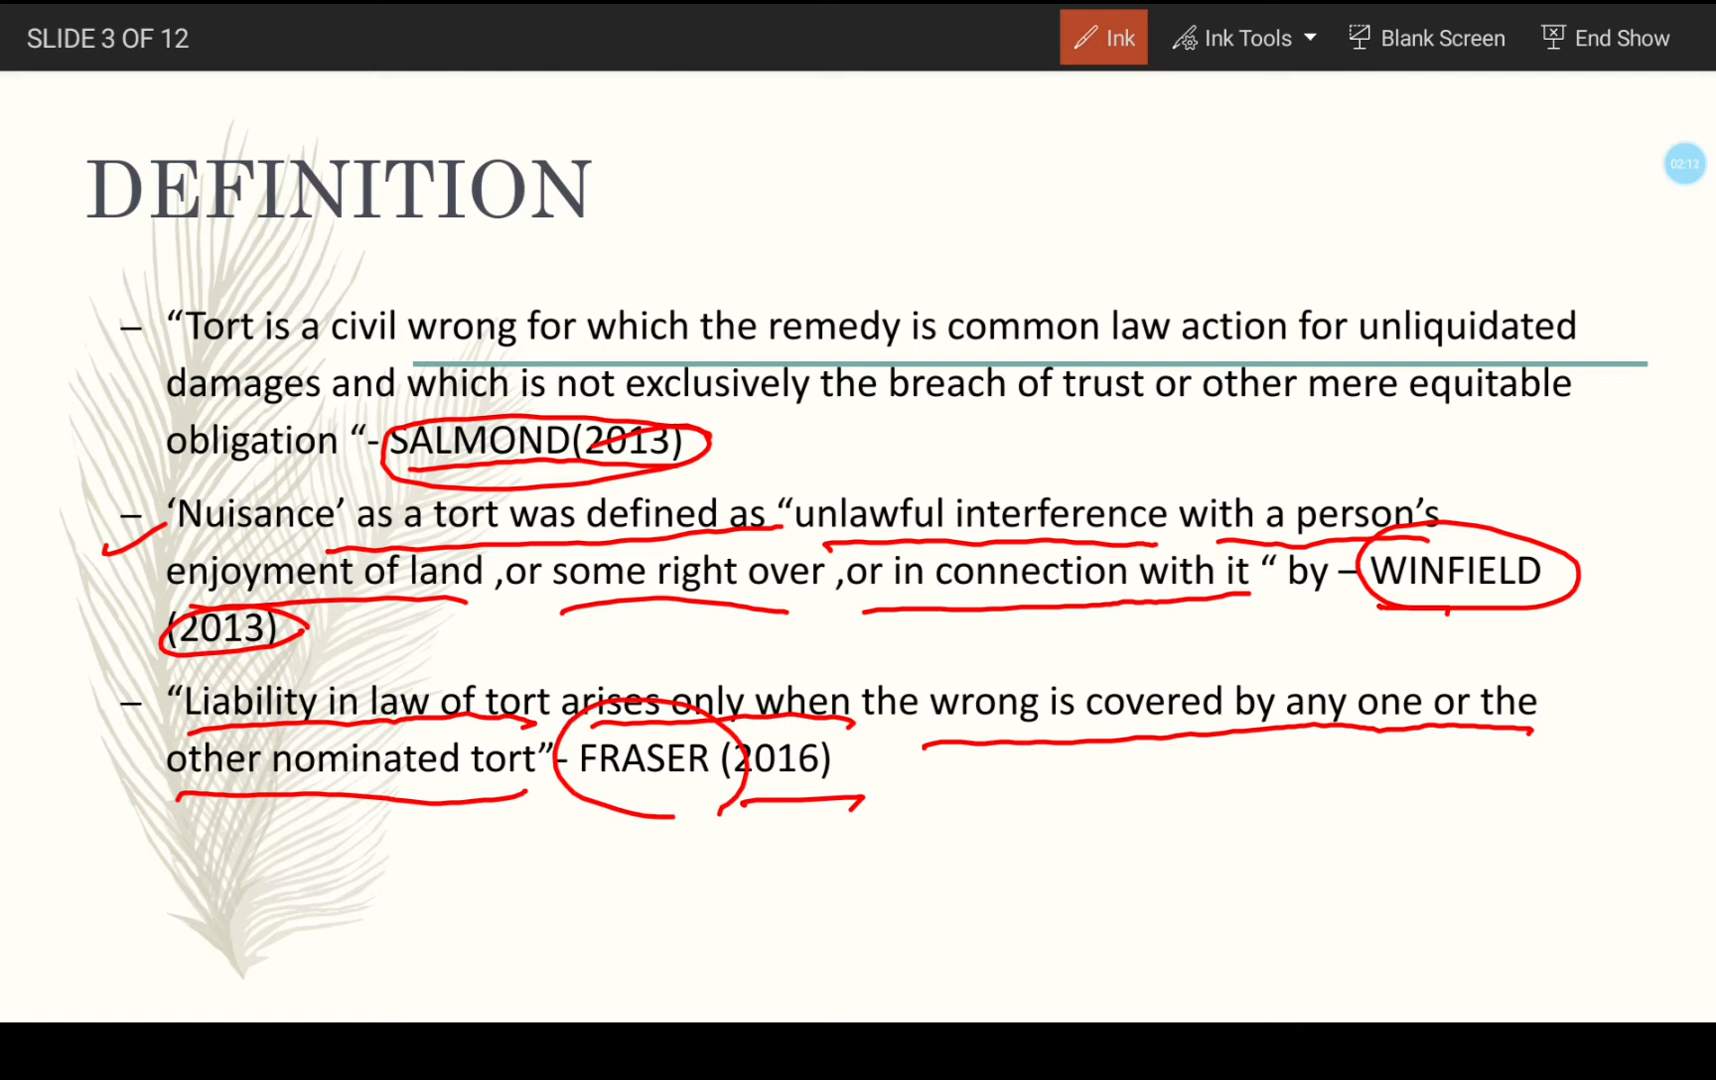 SLIDE 3 OF 12
Ink
Ink Tools
Blank Screen
End Show
02:12
DEFINITION
– “Tort is a civil wrong for which the remedy is common law action for unliquidated
damages and which is not exclusively the breach of trust or other mere equitable
obligation “- SALMOND(2013)
– ‘Nuisance’ as a tort was defined as “unlawful interference with a person’s
enjoyment of land ,or some right over ,or in connection with it “ by – WINFIELD
(2013)
– “Liability in law of tort arises only when the wrong is covered by any one or the
other nominated tort”- FRASER (2016)